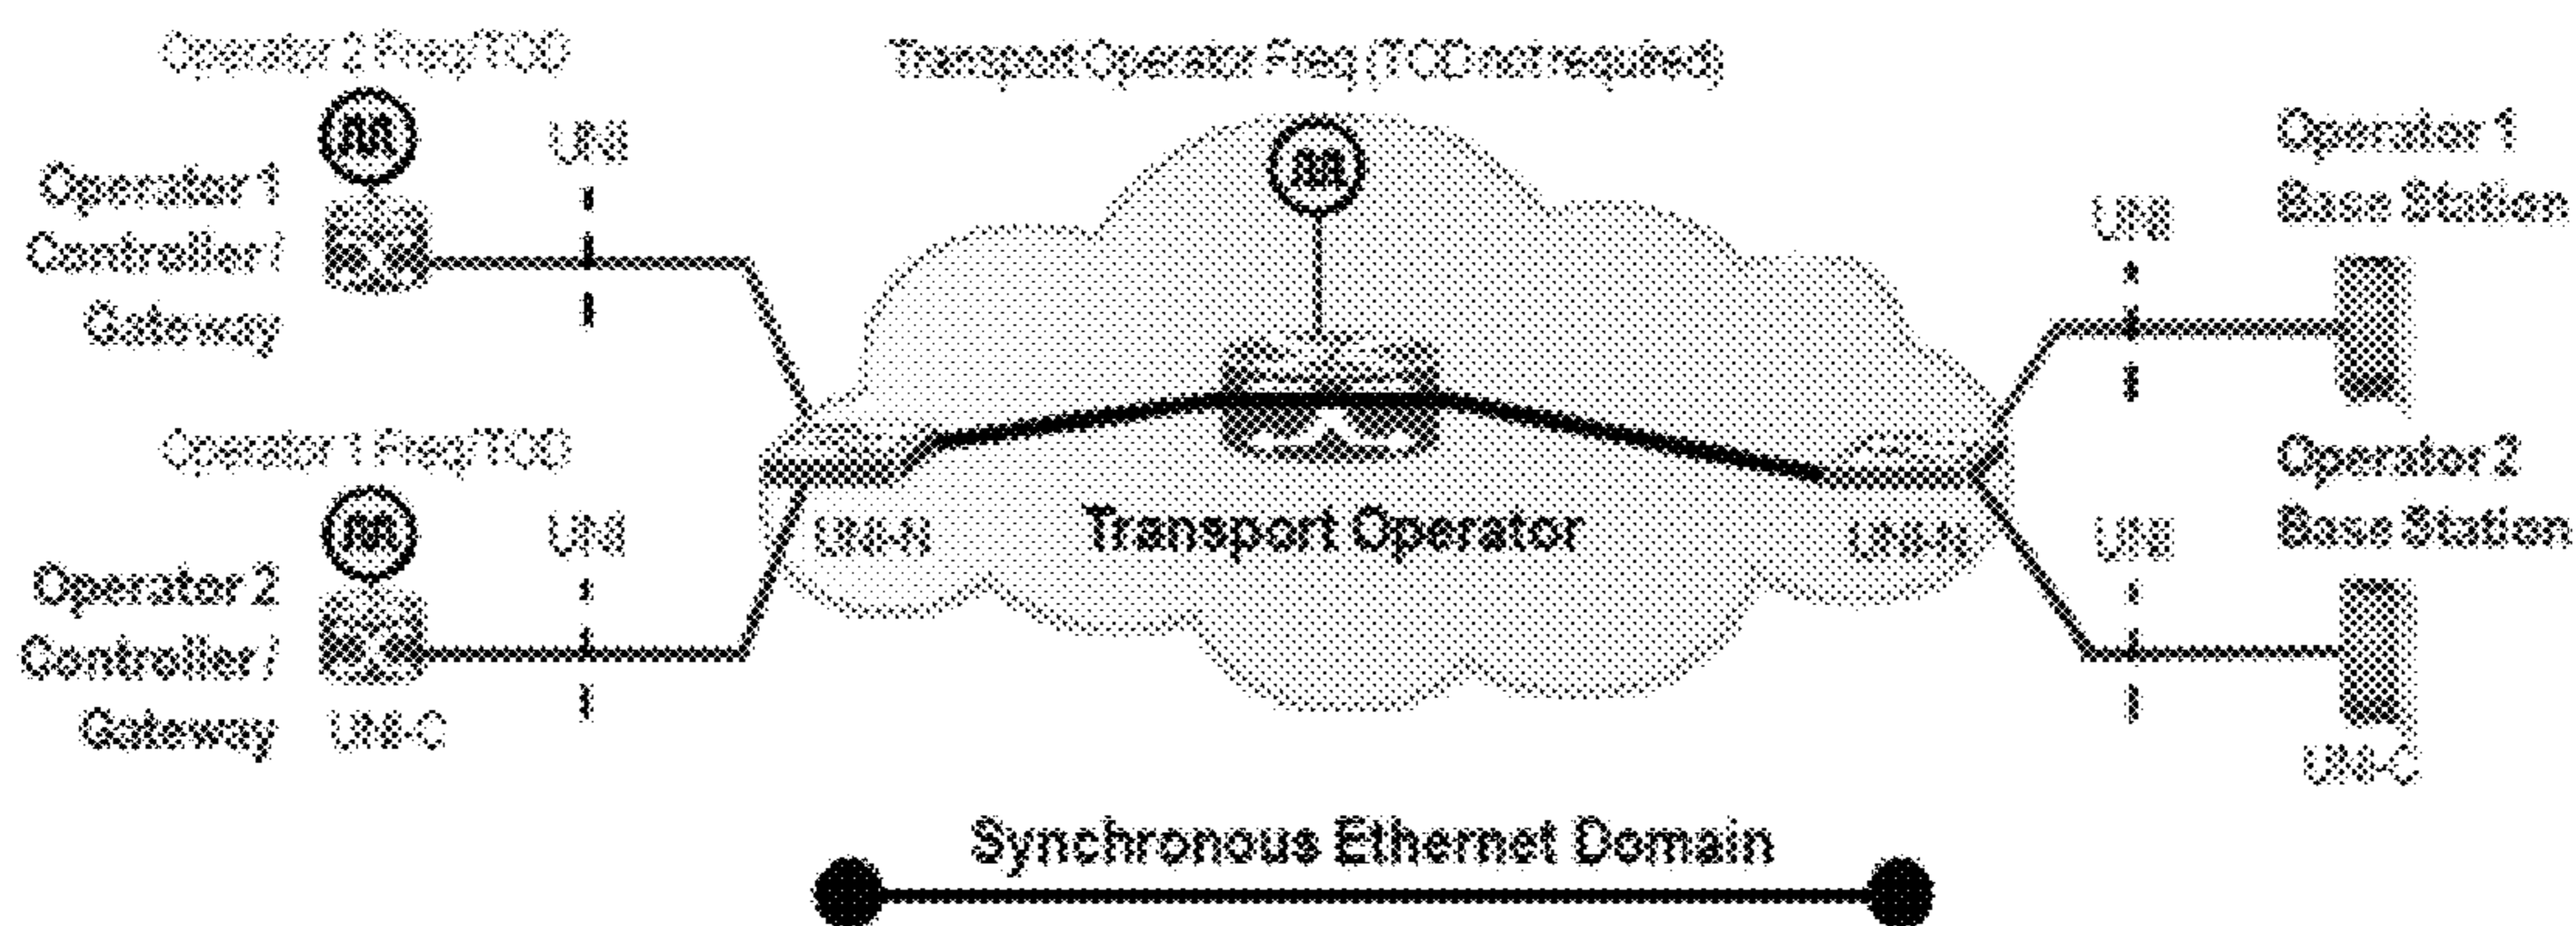 Operator 2 Freq/TOD
Transport Operator Freq (TOD not required)
Operator 1
Controller /
Gateway
UNI
UNI
Operator 1
Base Station
Operator 1 Freq/TOD
Operator 2
Controller /
Gateway
UNI-C
UNI
UNI-N
Transport Operator
UNI-N
UNI
Operator 2
Base Station
UNI-C
Synchronous Ethernet Domain